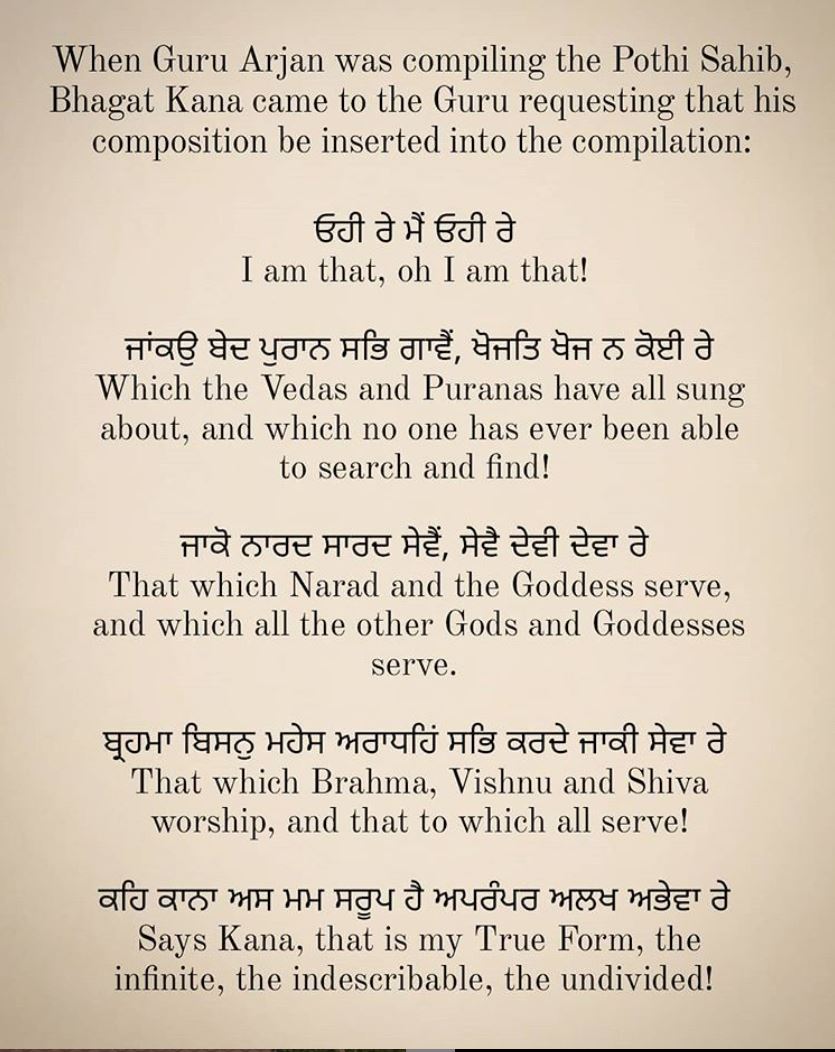 When Guru Arjan was compiling the Pothi Sahib,
Bhagat Kana came to the Guru requesting that his
composition be inserted into the compilation:
ਓਹੀ ਰੇ ਮੈਂ ਓਹੀ ਰੇ
I am that, oh I am that!
ਜਾਂਕਉ ਬੇਦ ਪੁਰਾਨ ਸਭਿ ਗਾਵੈਂ, ਖੋਜਤਿ ਖੋਜ ਨ ਕੋਈ ਰੇ
Which the Vedas and Puranas have all sung
about, and which no one has ever been able
to search and find!
ਜਾਕੋ ਨਾਰਦ ਸਾਰਦ ਸੇਵੈਂ, ਸੇਵੈ ਦੇਵੀ ਦੇਵਾ ਰੇ
That which Narad and the Goddess serve,
and which all the other Gods and Goddesses
serve.
ਬ੍ਰਹਮਾ ਬਿਸਨੁ ਮਹੇਸ ਅਰਾਧਹਿਂ ਸਭਿ ਕਰਦੇ ਜਾਕੀ ਸੇਵਾ ਰੇ
That which Brahma, Vishnu and Shiva
worship, and that to which all serve!
ਕਹਿ ਕਾਨਾ ਅਸ ਮਮ ਸਰੂਪ ਹੈ ਅਪਰੰਪਰ ਅਲਖ ਅਭੇਵਾ ਰੇ
Says Kana, that is my True Form, the
infinite, the indescribable, the undivided!